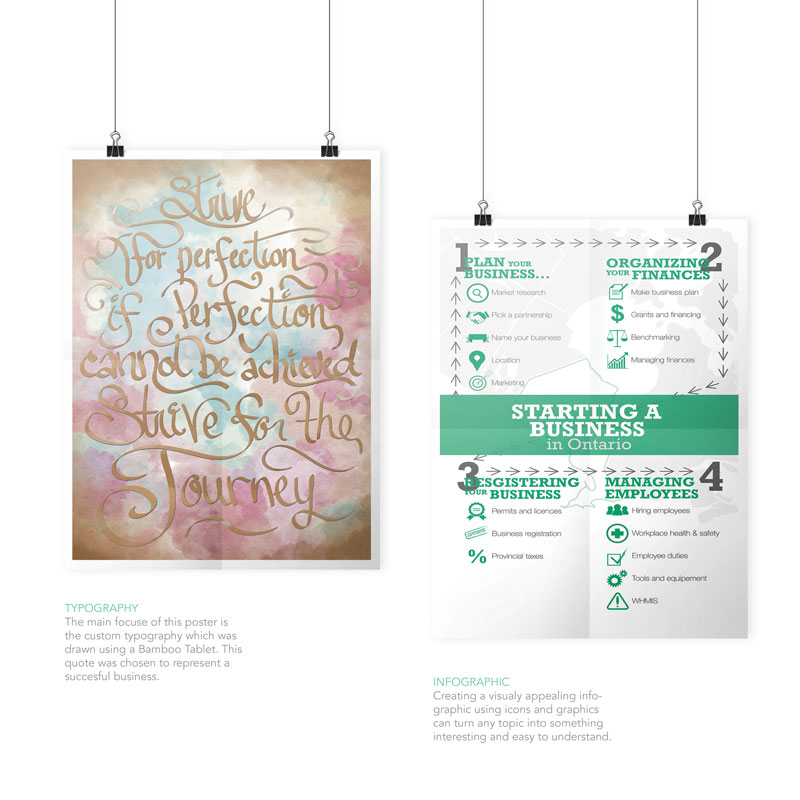 Strive
for perfection
if Perfection
cannot be achieved
Strive for the
Journey
TYPOGRAPHY
The main focuse of this poster is
the custom typography which was
drawn using a Bamboo Tablet. This
quote was chosen to represent a
succesful business.
1
PLAN YOUR
BUSINESS...
Market research
Pick a partnership
Name your business
Location
Marketing
2
ORGANIZING
YOUR FINANCES
Make business plan
Grants and financing
Benchmarking
Managing finances
STARTING A
BUSINESS
in Ontario
3
RESGISTERING
YOUR BUSINESS
Permits and licences
Business registration
Provincial taxes
4
MANAGING
EMPLOYEES
Hiring employees
Workplace health & safety
Employee duties
Tools and equipement
WHMIS
INFOGRAPHIC
Creating a visualy appealing info-
graphic using icons and graphics
can turn any topic into something
interesting and easy to understand.